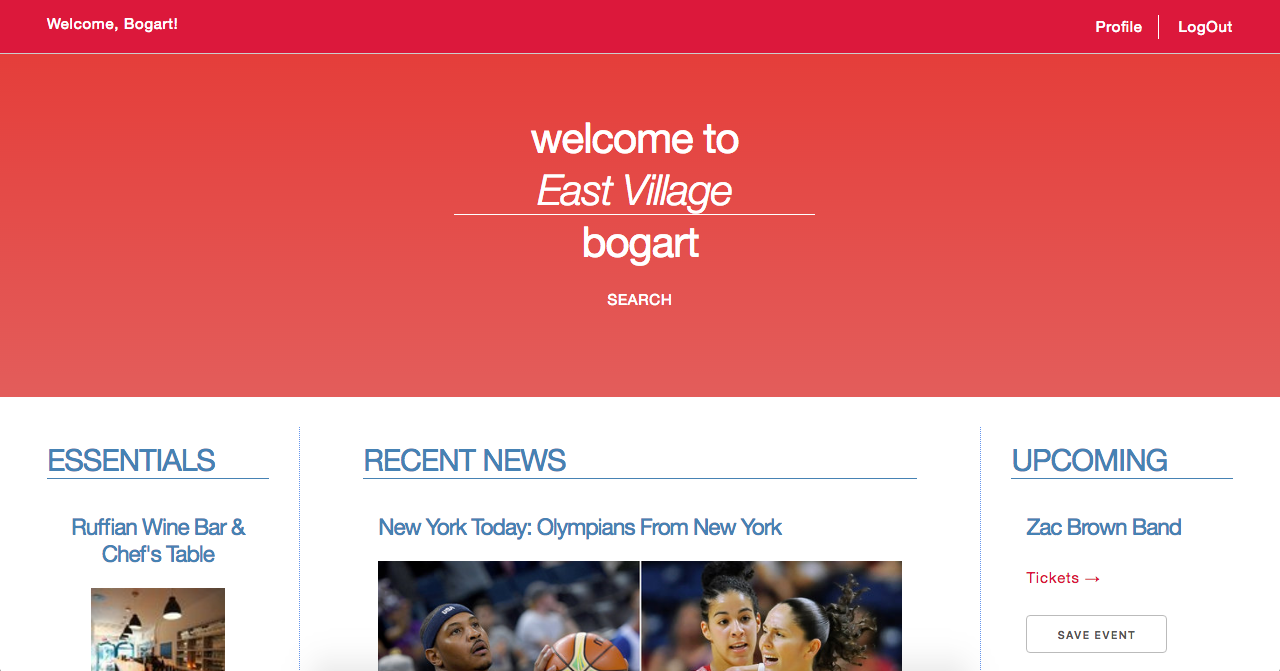 Welcome, Bogart!
Profile
LogOut
welcome to
East Village
bogart
SEARCH
ESSENTIALS
Ruffian Wine Bar &
Chef's Table
RECENT NEWS
New York Today: Olympians From New York
UPCOMING
Zac Brown Band
Tickets →
SAVE EVENT